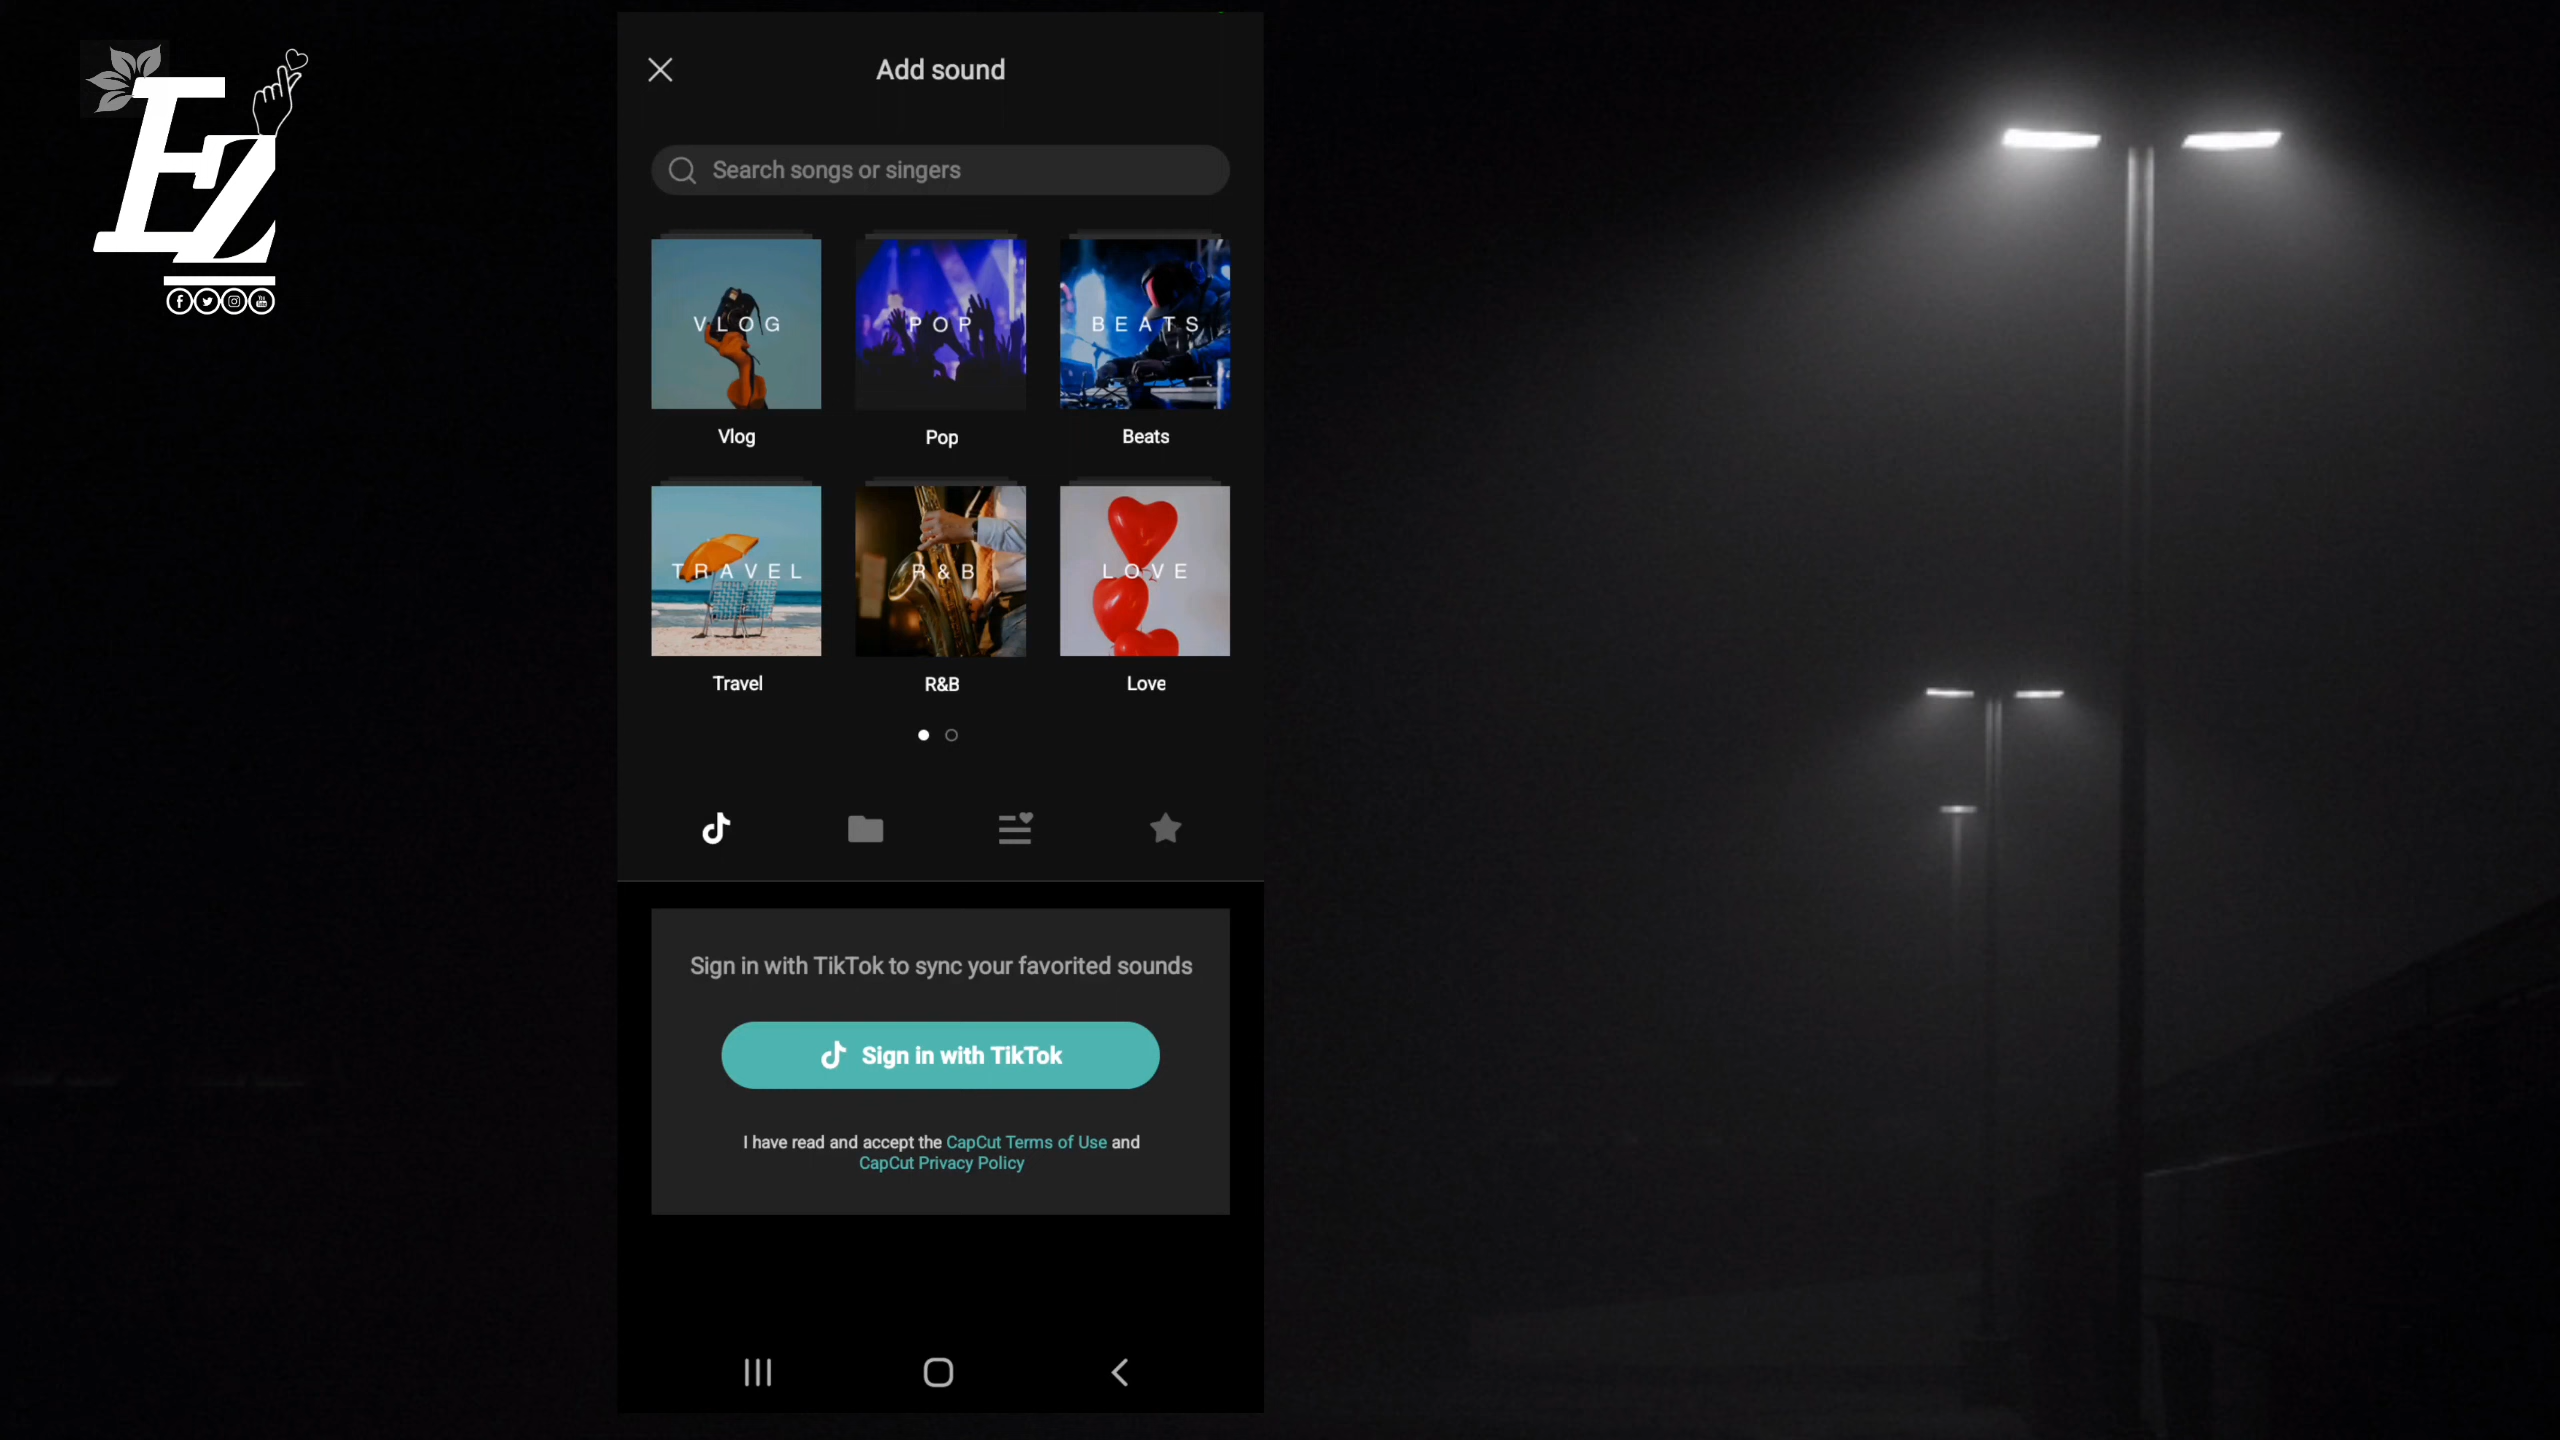 EZ
Add sound
Search songs or singers
VLOG
POP
BEATS
Vlog
Pop
Beats
TRAVEL
R&B
LOVE
Travel
R&B
Love
Sign in with TikTok to sync your favorited sounds
Sign in with TikTok
I have read and accept the CapCut Terms of Use and
CapCut Privacy Policy